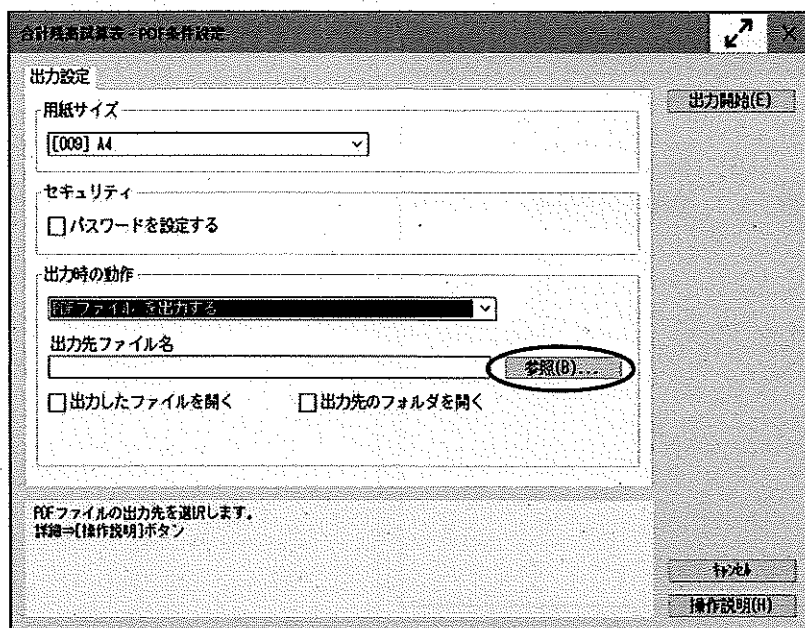 合計残高試算表 - PDF条件設定
出力設定
出力開始(E)
用紙サイズ
[009] A4
セキュリティ
パスワードを設定する
出力時の動作
PDFファイルを出力する
出力先ファイル名
参照(B)...
出力したファイルを開く
出力先のフォルダを開く
PDFファイルの出力先を選択します。
詳細⇒[操作説明]ボタン
キャンセル
操作説明(H)